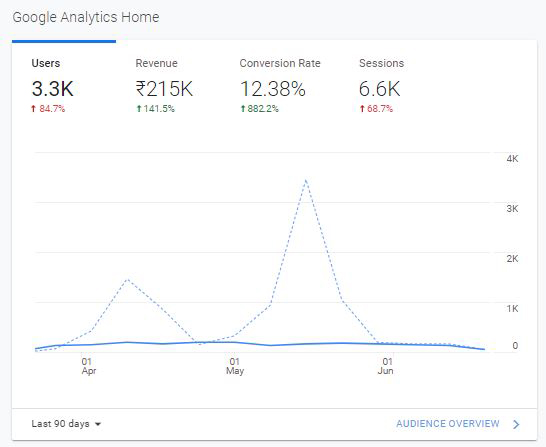 Google Analytics Home
Users Revenue Conversion Rate Sessions
3.3K ₹215K 12.38% 6.6K
⬆ 84.7% ⬆ 141.5% ⬆ 882.2% ⬆ 68.7%
4K
3K
2K
1K
0
01 01 01
Apr May Jun
Last 90 days AUDIENCE OVERVIEW